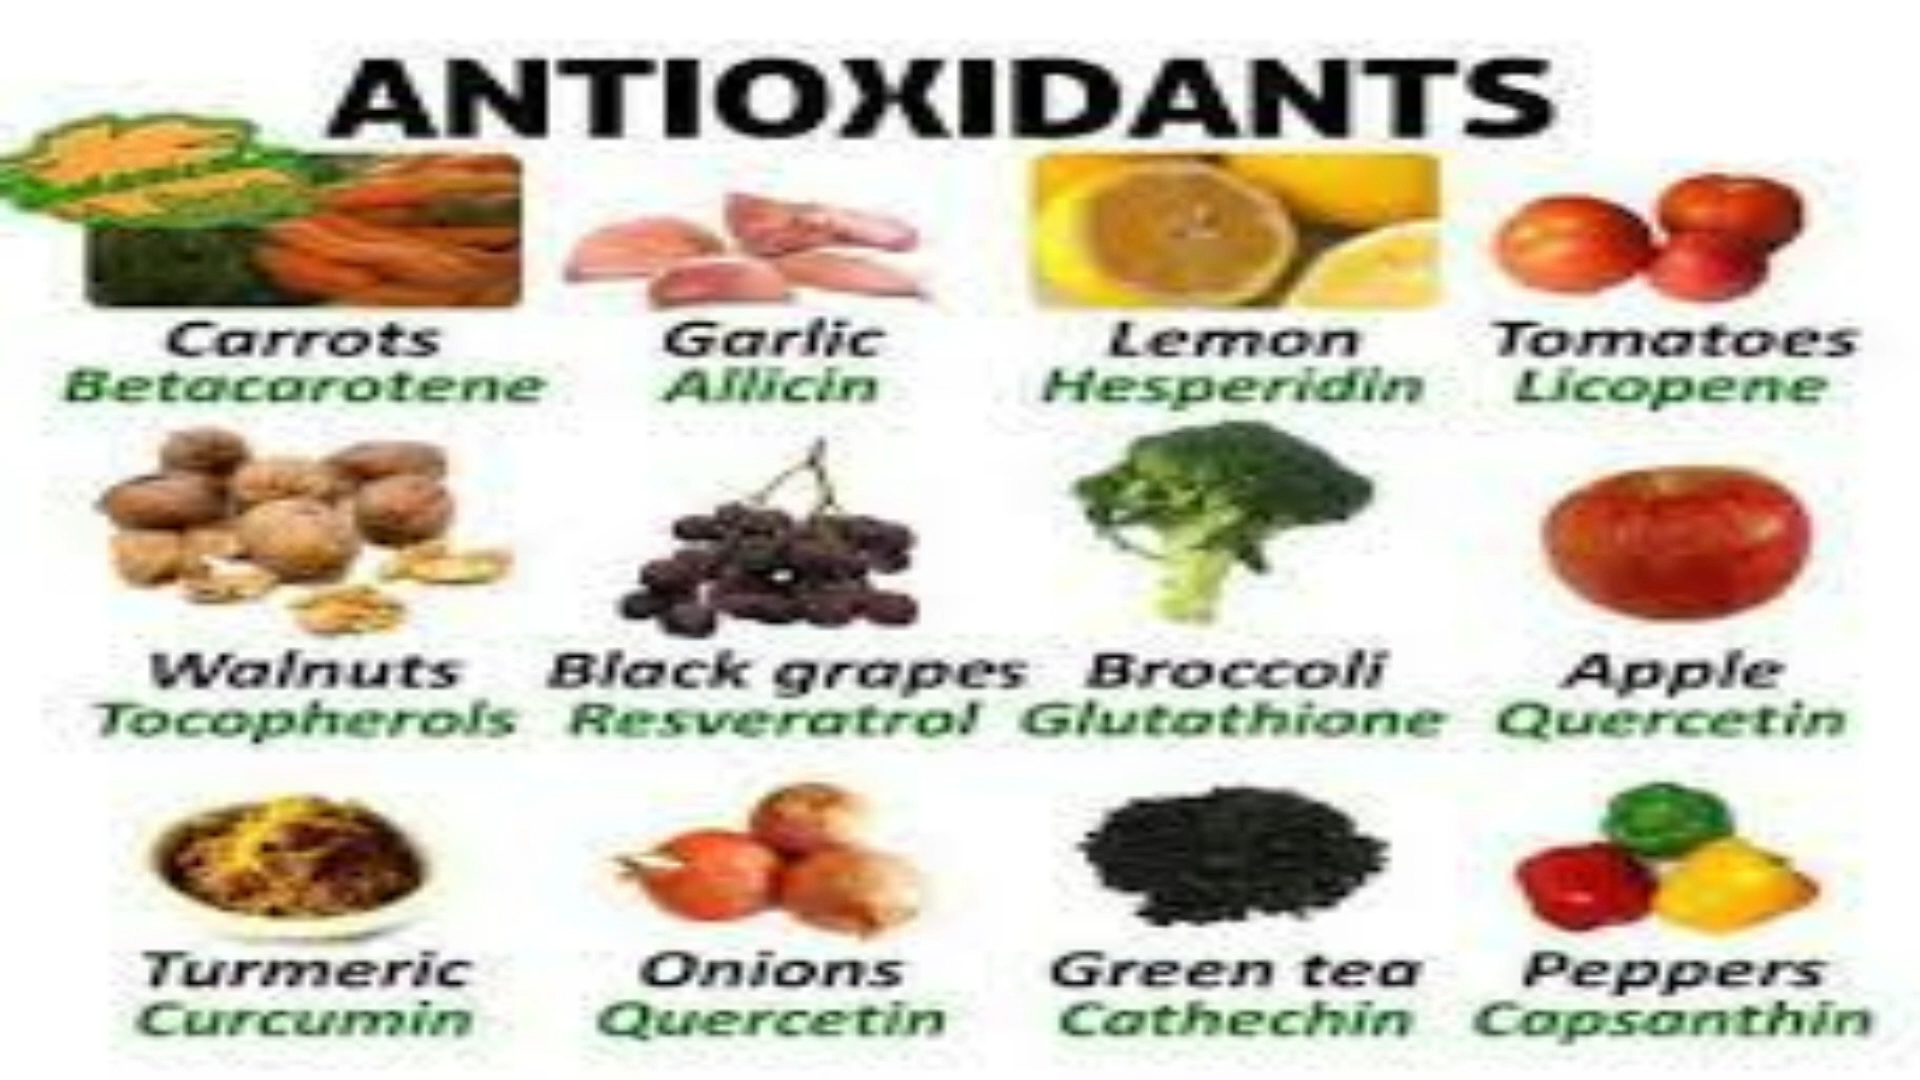 ANTIOXIDANTS
Carrots Garlic Lemon Tomatoes
Betacarotene Allicin Hesperidin Licopene
Walnuts Black grapes Broccoli Apple
Tocopherols Resveratrol Glutathione Quercetin
Turmeric Onions Green tea Peppers
Curcumin Quercetin Cathechin Capsanthin